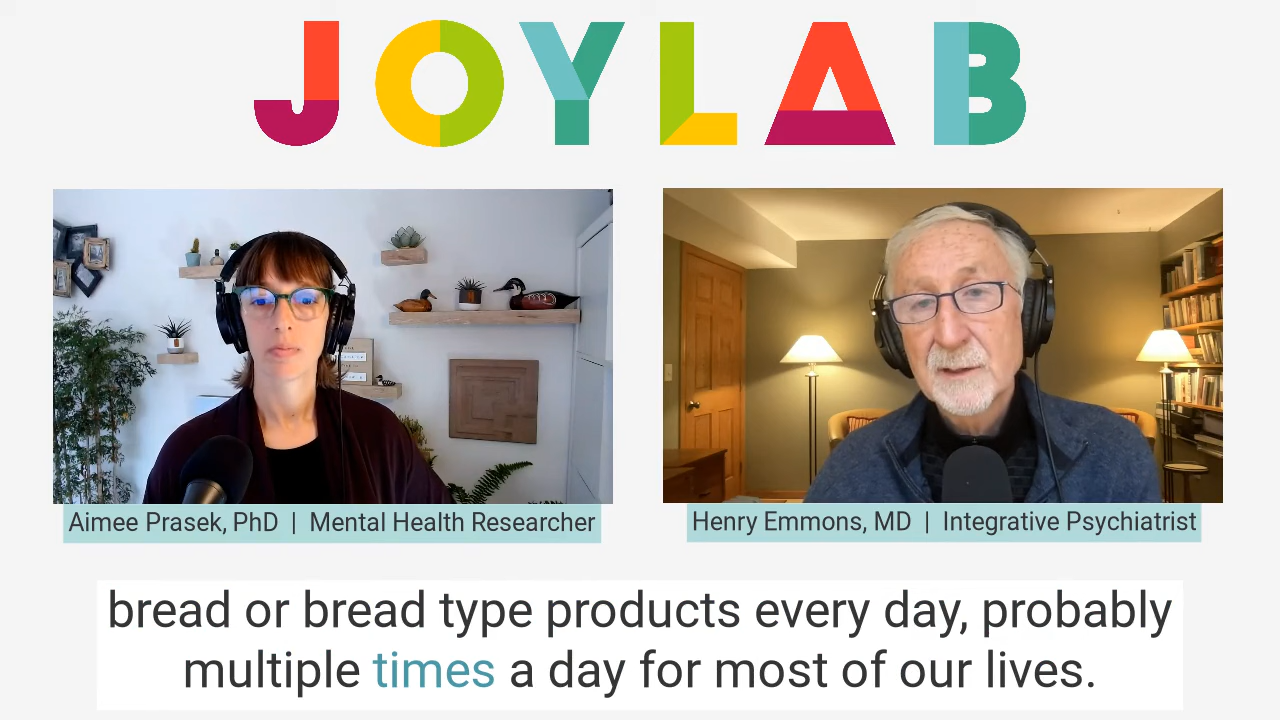 JOYLAB
Aimee Prasek, PhD | Mental Health Researcher
Henry Emmons, MD | Integrative Psychiatrist
bread or bread type products every day, probably
multiple times a day for most of our lives.